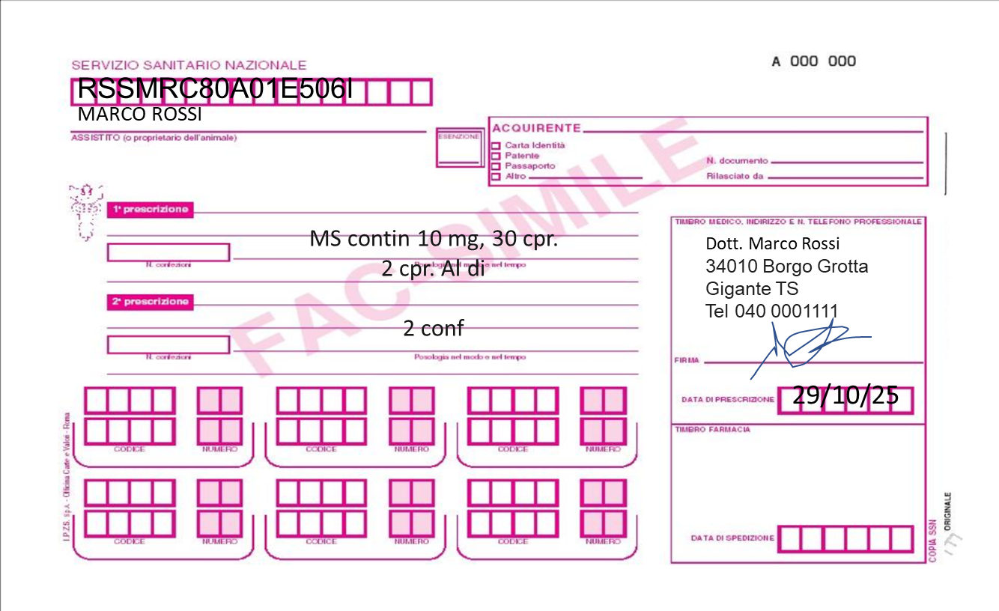 A 000 000
SERVIZIO SANITARIO NAZIONALE
RSSMRC80A01E506I
MARCO ROSSI
ASSISTITO (o proprietario dell'animale)
ESENZIONE
ACQUIRENTE
Carta Identità
Patente
Passaporto
Altro
N. documento
Rilasciato da
FAC-SIMILE
1ª prescrizione
MS contin 10 mg, 30 cpr.
N. confezioni
Posologia nel modo e nel tempo
2 cpr. Al di
2ª prescrizione
2 conf
N. confezioni
Posologia nel modo e nel tempo
TIMBRO MEDICO, INDIRIZZO E N. TELEFONO PROFESSIONALE
Dott. Marco Rossi
34010 Borgo Grotta
Gigante TS
Tel 040 0001111
FIRMA
DATA DI PRESCRIZIONE 29/10/25
TIMBRO FARMACIA
DATA DI SPEDIZIONE
CODICE NUMERO CODICE NUMERO CODICE NUMERO
CODICE NUMERO CODICE NUMERO CODICE NUMERO
I.P.Z.S. S.p.A. - Officina Carte e Valori - Roma
COPIA SSN
ORIGINALE